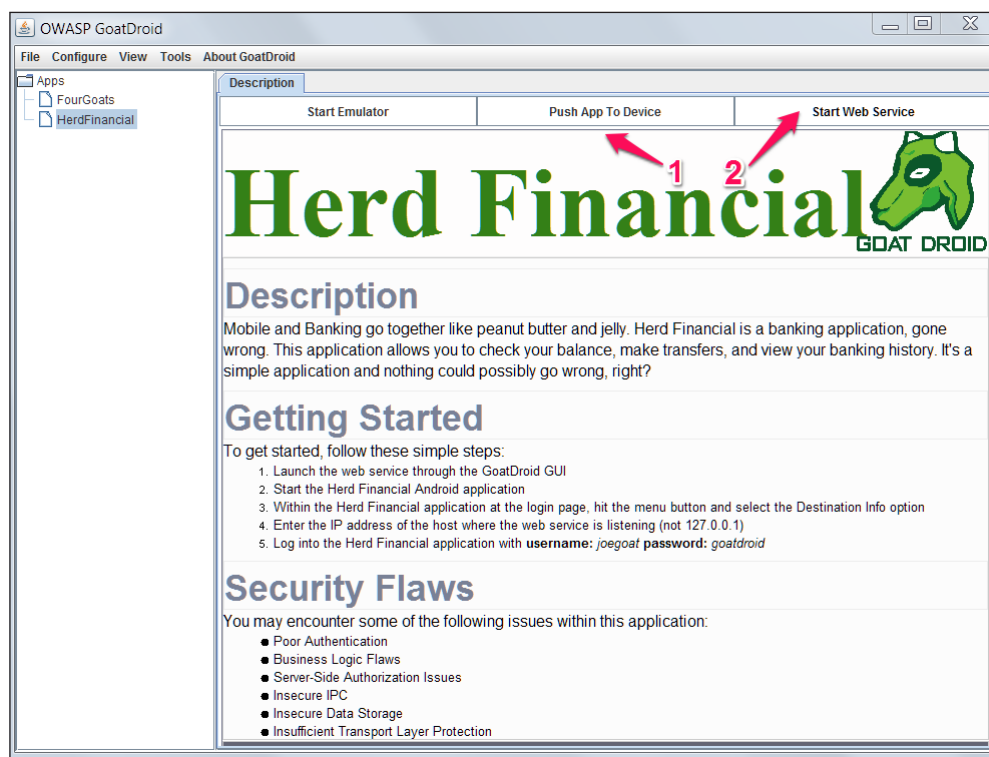 OWASP GoatDroid
File Configure View Tools About GoatDroid
Apps
FourGoats
HerdFinancial
Description
Start Emulator Push App To Device Start Web Service
1 2
Herd Financial
GOAT DROID
Description
Mobile and Banking go together like peanut butter and jelly. Herd Financial is a banking application, gone
wrong. This application allows you to check your balance, make transfers, and view your banking history. It's a
simple application and nothing could possibly go wrong, right?
Getting Started
To get started, follow these simple steps:
1. Launch the web service through the GoatDroid GUI
2. Start the Herd Financial Android application
3. Within the Herd Financial application at the login page, hit the menu button and select the Destination Info option
4. Enter the IP address of the host where the web service is listening (not 127.0.0.1)
5. Log into the Herd Financial application with username: joegoat password: goatdroid
Security Flaws
You may encounter some of the following issues within this application:
Poor Authentication
Business Logic Flaws
Server-Side Authorization Issues
Insecure IPC
Insecure Data Storage
Insufficient Transport Layer Protection